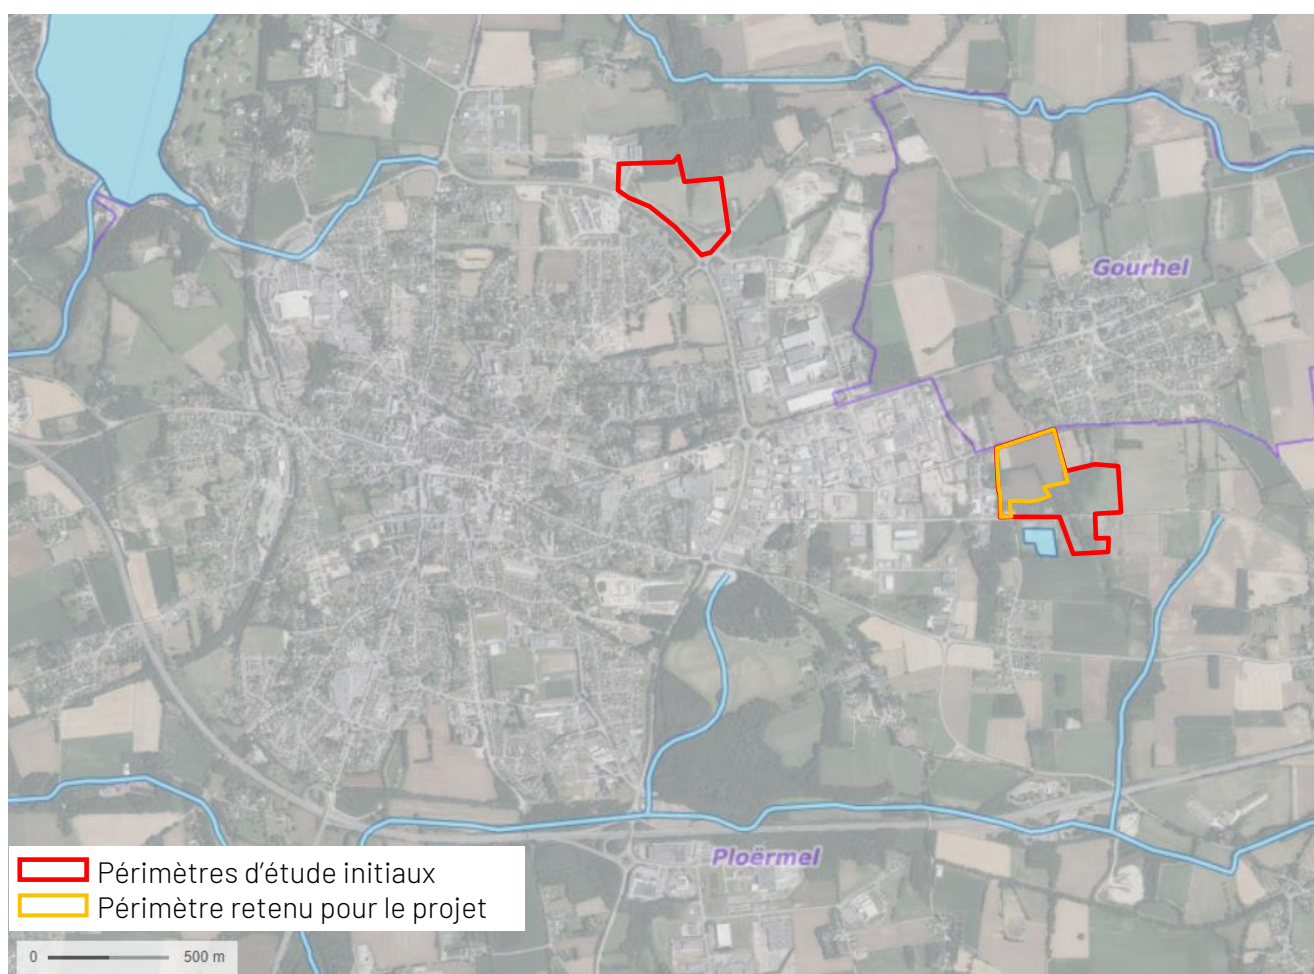 Gourhel
Ploërmel
Périmètres d'étude initiaux
Périmètre retenu pour le projet
0 500 m